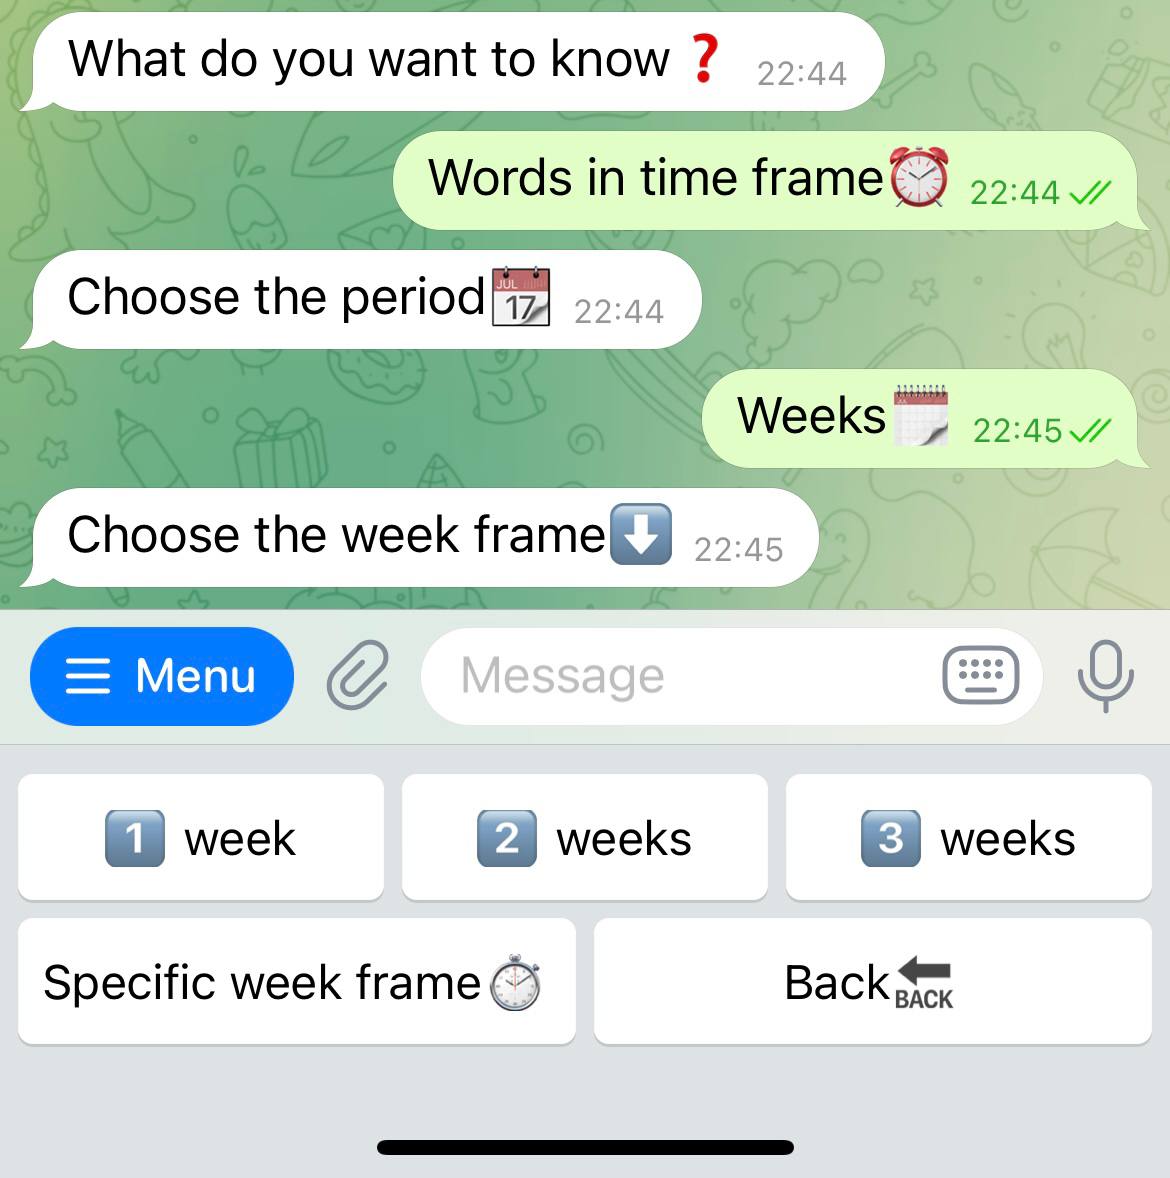 What do you want to know❓ 22:44
Words in time frame⏰ 22:44
Choose the period📅 22:44
Weeks🗓 22:45
Choose the week frame⬇️ 22:45
Menu
Message
1️⃣ week
2️⃣ weeks
3️⃣ weeks
Specific week frame⏱
Back🔙